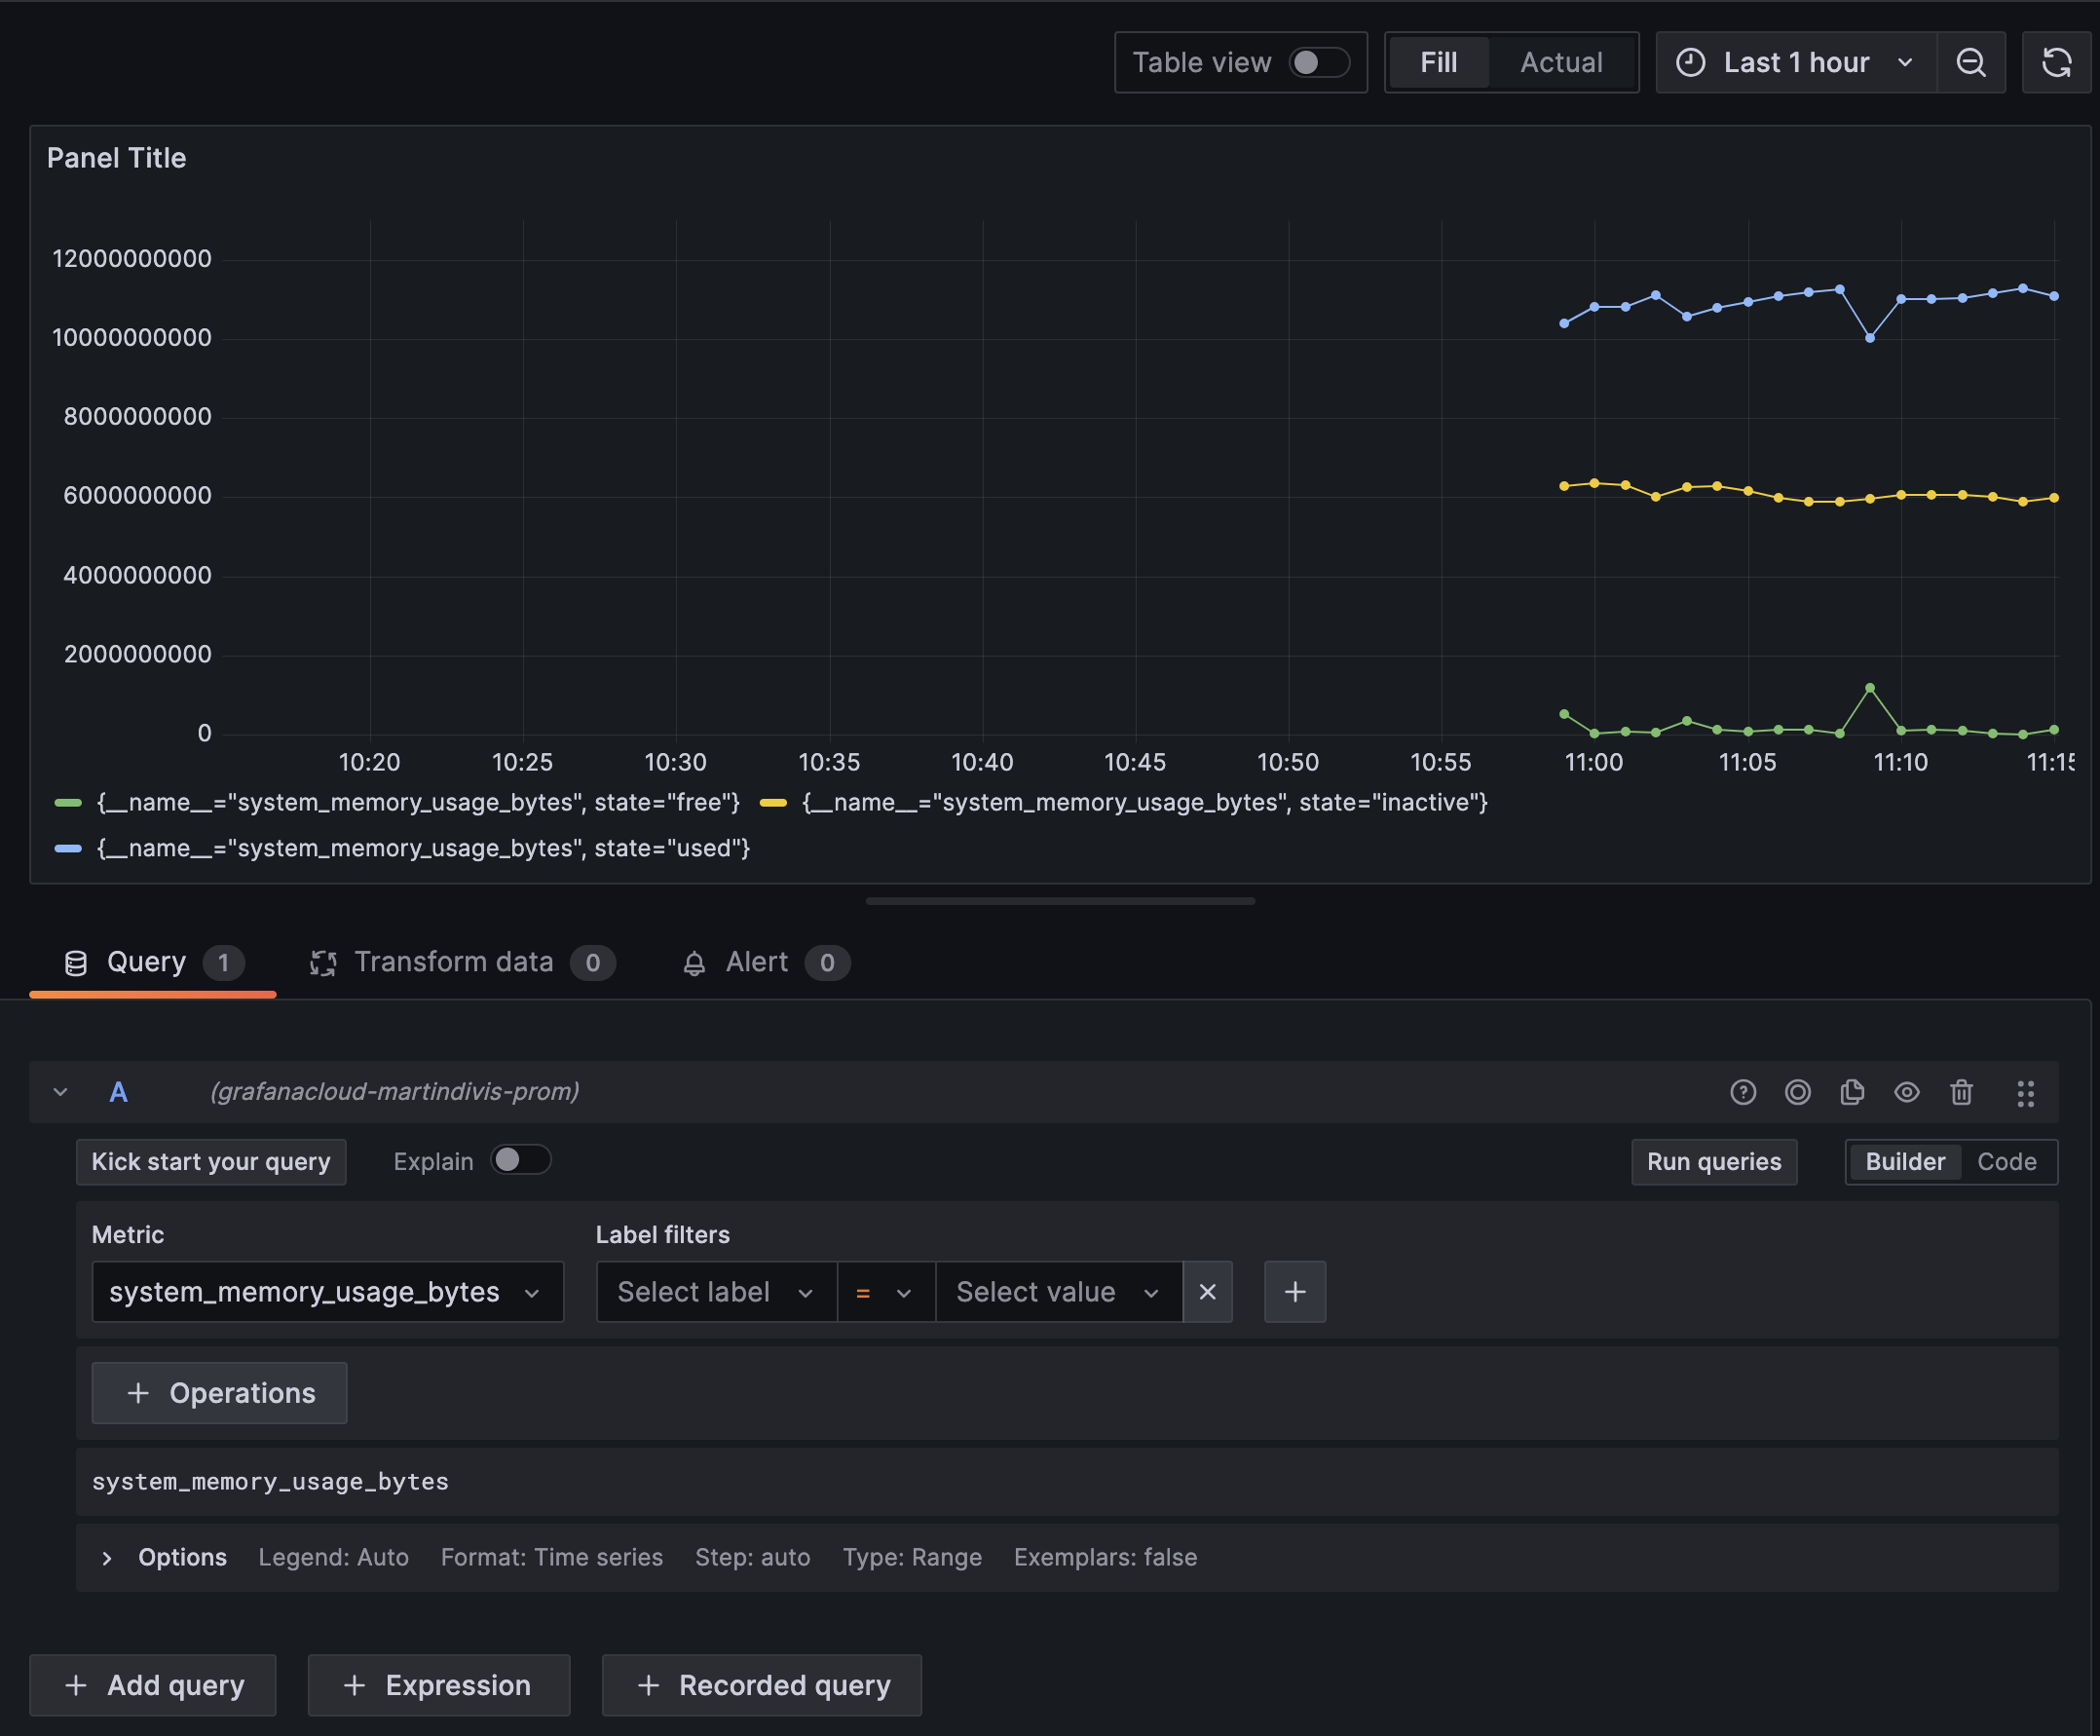 Table view Fill Actual Last 1 hour
Panel Title
12000000000
10000000000
8000000000
6000000000
4000000000
2000000000
0
10:20 10:25 10:30 10:35 10:40 10:45 10:50 10:55 11:00 11:05 11:10 11:15
{__name__="system_memory_usage_bytes", state="free"} {__name__="system_memory_usage_bytes", state="inactive"}
{__name__="system_memory_usage_bytes", state="used"}
Query 1 Transform data 0 Alert 0
A (grafanacloud-martindivis-prom)
Kick start your query Explain Run queries Builder Code
Metric Label filters
system_memory_usage_bytes Select label = Select value
+ Operations
system_memory_usage_bytes
Options Legend: Auto Format: Time series Step: auto Type: Range Exemplars: false
+ Add query + Expression + Recorded query